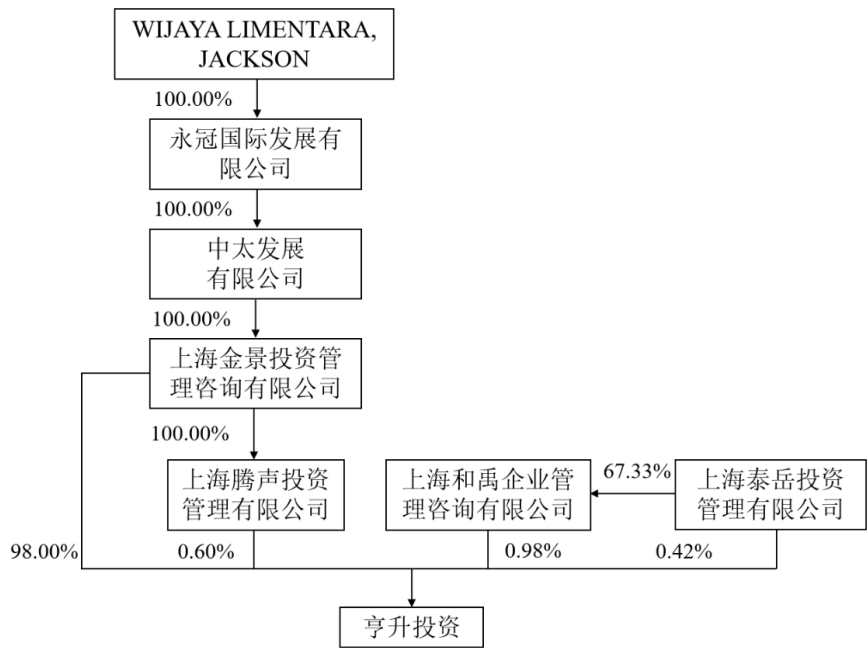 WIJAYA LIMENTARA,
JACKSON
100.00%
永冠国际发展有
限公司
100.00%
中太发展
有限公司
100.00%
上海金景投资管
理咨询有限公司
100.00%
上海腾声投资
管理有限公司
上海和禹企业管
理咨询有限公司
67.33%
上海泰岳投资
管理有限公司
98.00%
0.60%
0.98%
0.42%
亨升投资